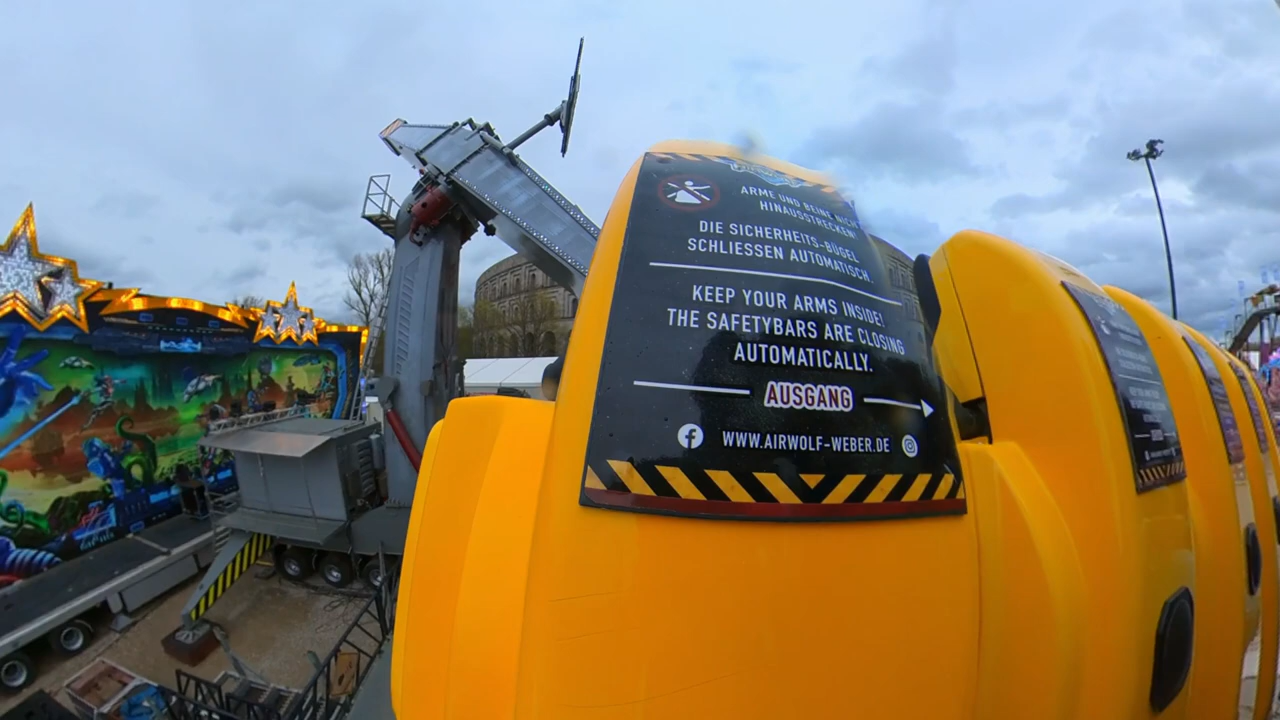 ARME UND BEINE NICHT
HINAUSSTRECKEN!
DIE SICHERHEITS-BÜGEL
SCHLIESSEN AUTOMATISCH.
KEEP YOUR ARMS INSIDE!
THE SAFETYBARS ARE CLOSING
AUTOMATICALLY.
AUSGANG
WWW.AIRWOLF-WEBER.DE